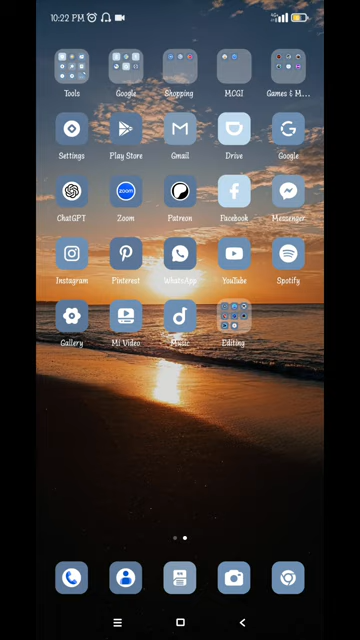 10:22 PM
Tools Google Shopping MCGI Games & M...
Settings Play Store Gmail Drive Google
zoom
ChatGPT Zoom Patreon Facebook Messenger
Instagram Pinterest WhatsApp YouTube Spotify
Gallery Mi Video Music Editing